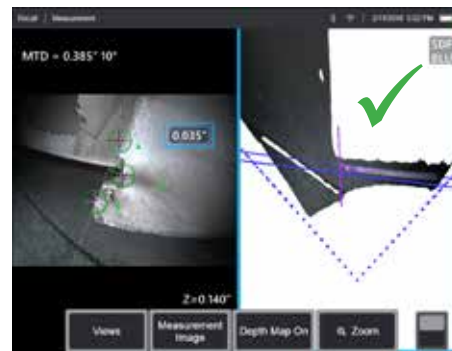 Recall | Measurement
MTD = 0.385" 10"
0.035"
Z=0.140"
Views
Measurement
Image
Depth Map On
Zoom